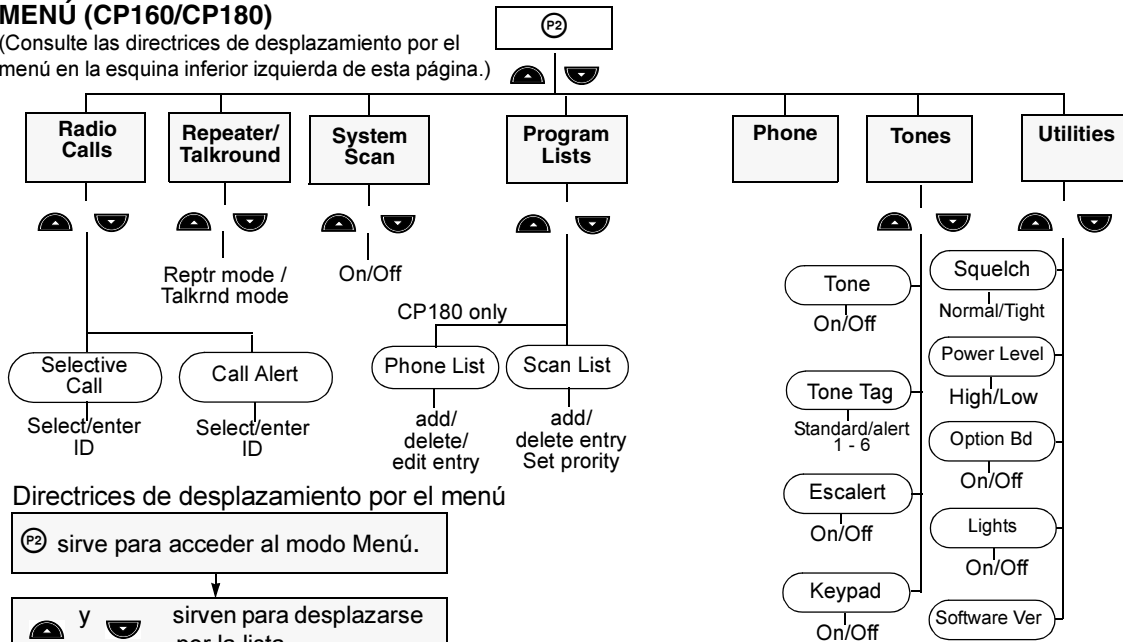 MENÚ (CP160/CP180)
(Consulte las directrices de desplazamiento por el
menú en la esquina inferior izquierda de esta página.)
P2
Radio
Calls
Repeater/
Talkround
System
Scan
Program
Lists
Phone
Tones
Utilities
Reptr mode /
Talkrnd mode
On/Off
CP180 only
Selective
Call
Select/enter
ID
Call Alert
Select/enter
ID
Phone List
add/
delete/
edit entry
Scan List
add/
delete entry
Set prority
Tone
On/Off
Tone Tag
Standard/alert
1 - 6
Escalert
On/Off
Keypad
On/Off
Squelch
Normal/Tight
Power Level
High/Low
Option Bd
On/Off
Lights
On/Off
Software Ver
Directrices de desplazamiento por el menú
P2 sirve para acceder al modo Menú.
y sirven para desplazarse
por la lista